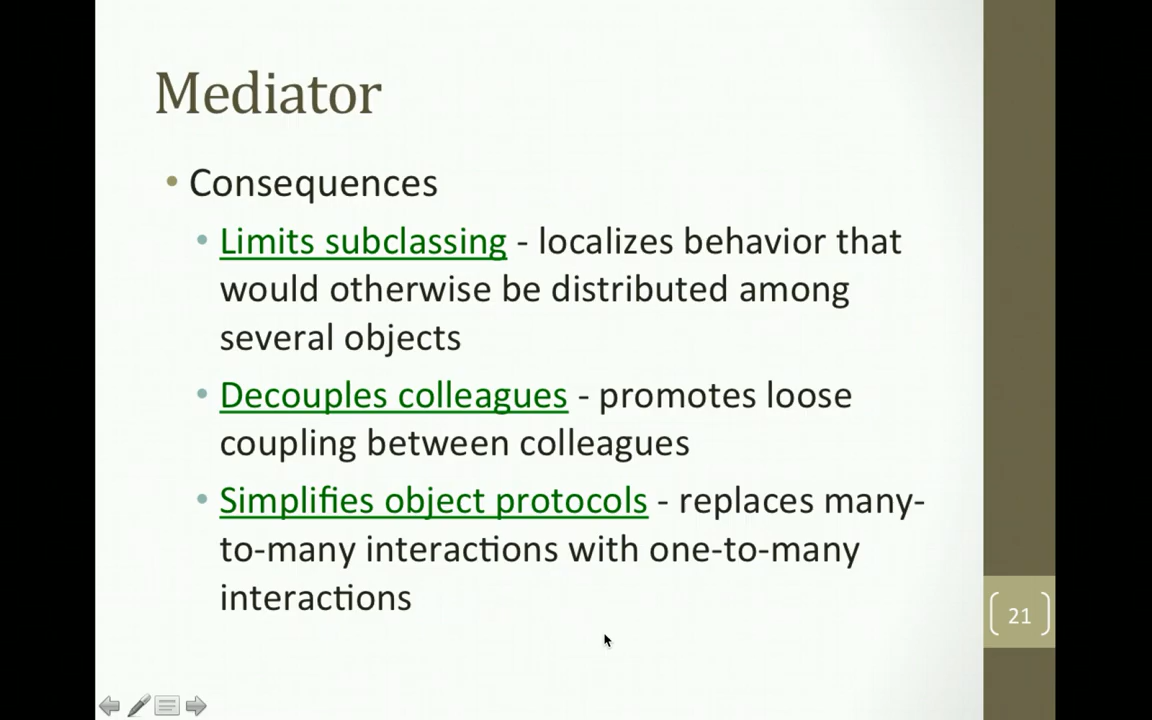 Mediator
• Consequences
• Limits subclassing - localizes behavior that
would otherwise be distributed among
several objects
• Decouples colleagues - promotes loose
coupling between colleagues
• Simplifies object protocols - replaces many-
to-many interactions with one-to-many
interactions
21